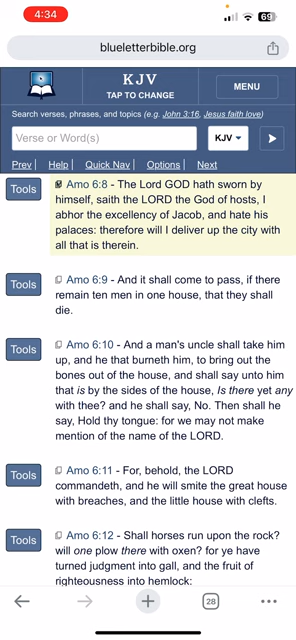 4:34
69
blueletterbible.org
KJV
TAP TO CHANGE
MENU
Search verses, phrases, and topics (e.g. John 3:16, Jesus faith love)
Verse or Word(s)
KJV
Prev| Help| Quick Nav| Options| Next
Tools
Amo 6:8 - The Lord GOD hath sworn by
himself, saith the LORD the God of hosts, I
abhor the excellency of Jacob, and hate his
palaces: therefore will I deliver up the city with
all that is therein.
Tools
Amo 6:9 - And it shall come to pass, if there
remain ten men in one house, that they shall
die.
Tools
Amo 6:10 - And a man's uncle shall take him
up, and he that burneth him, to bring out the
bones out of the house, and shall say unto him
that is by the sides of the house, Is there yet any
with thee? and he shall say, No. Then shall he
say, Hold thy tongue: for we may not make
mention of the name of the LORD.
Tools
Amo 6:11 - For, behold, the LORD
commandeth, and he will smite the great house
with breaches, and the little house with clefts.
Tools
Amo 6:12 - Shall horses run upon the rock?
will one plow there with oxen? for ye have
turned judgment into gall, and the fruit of
righteousness into hemlock:
28